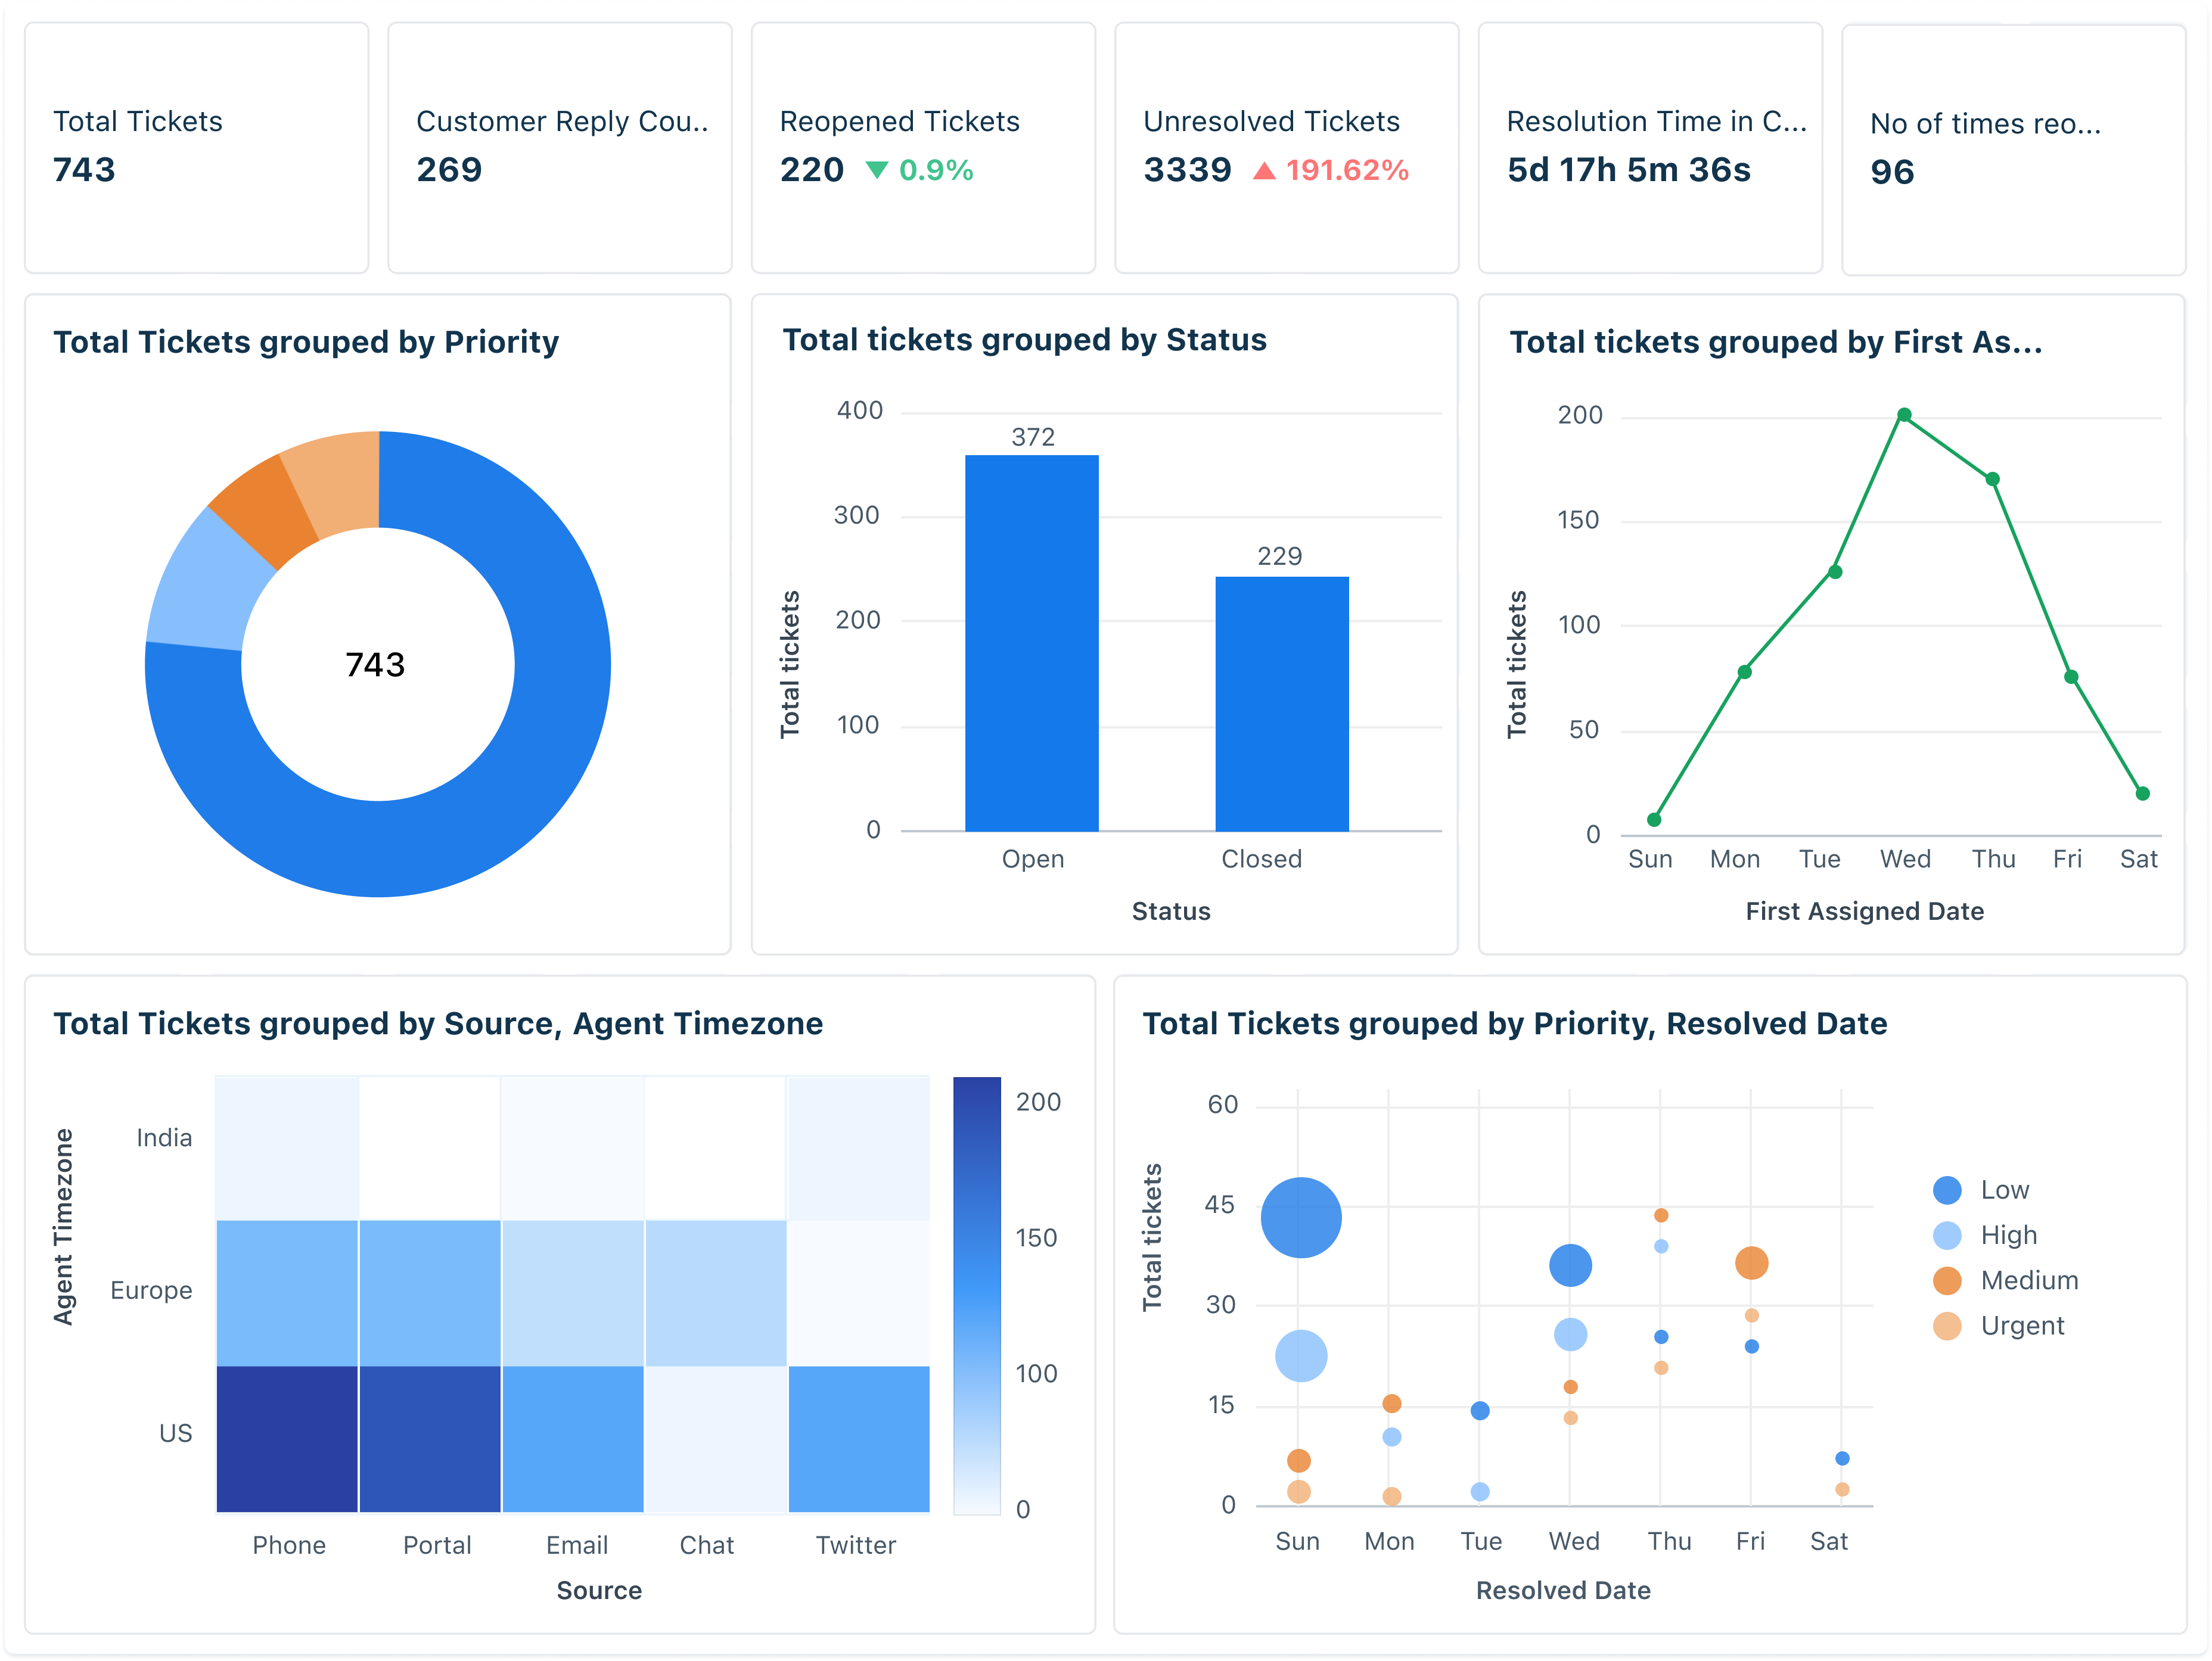 Total Tickets
743
Customer Reply Cou..
269
Reopened Tickets
220 ▼ 0.9%
Unresolved Tickets
3339 ▲ 191.62%
Resolution Time in C...
5d 17h 5m 36s
No of times reo...
96
Total Tickets grouped by Priority
743
Total tickets grouped by Status
Total tickets
400
300
200
100
0
372
229
Open Closed
Status
Total tickets grouped by First As...
Total tickets
200
150
100
50
0
Sun Mon Tue Wed Thu Fri Sat
First Assigned Date
Total Tickets grouped by Source, Agent Timezone
Agent Timezone
India
Europe
US
Phone Portal Email Chat Twitter
Source
200
150
100
0
Total Tickets grouped by Priority, Resolved Date
Total tickets
60
45
30
15
0
Sun Mon Tue Wed Thu Fri Sat
Resolved Date
Low
High
Medium
Urgent